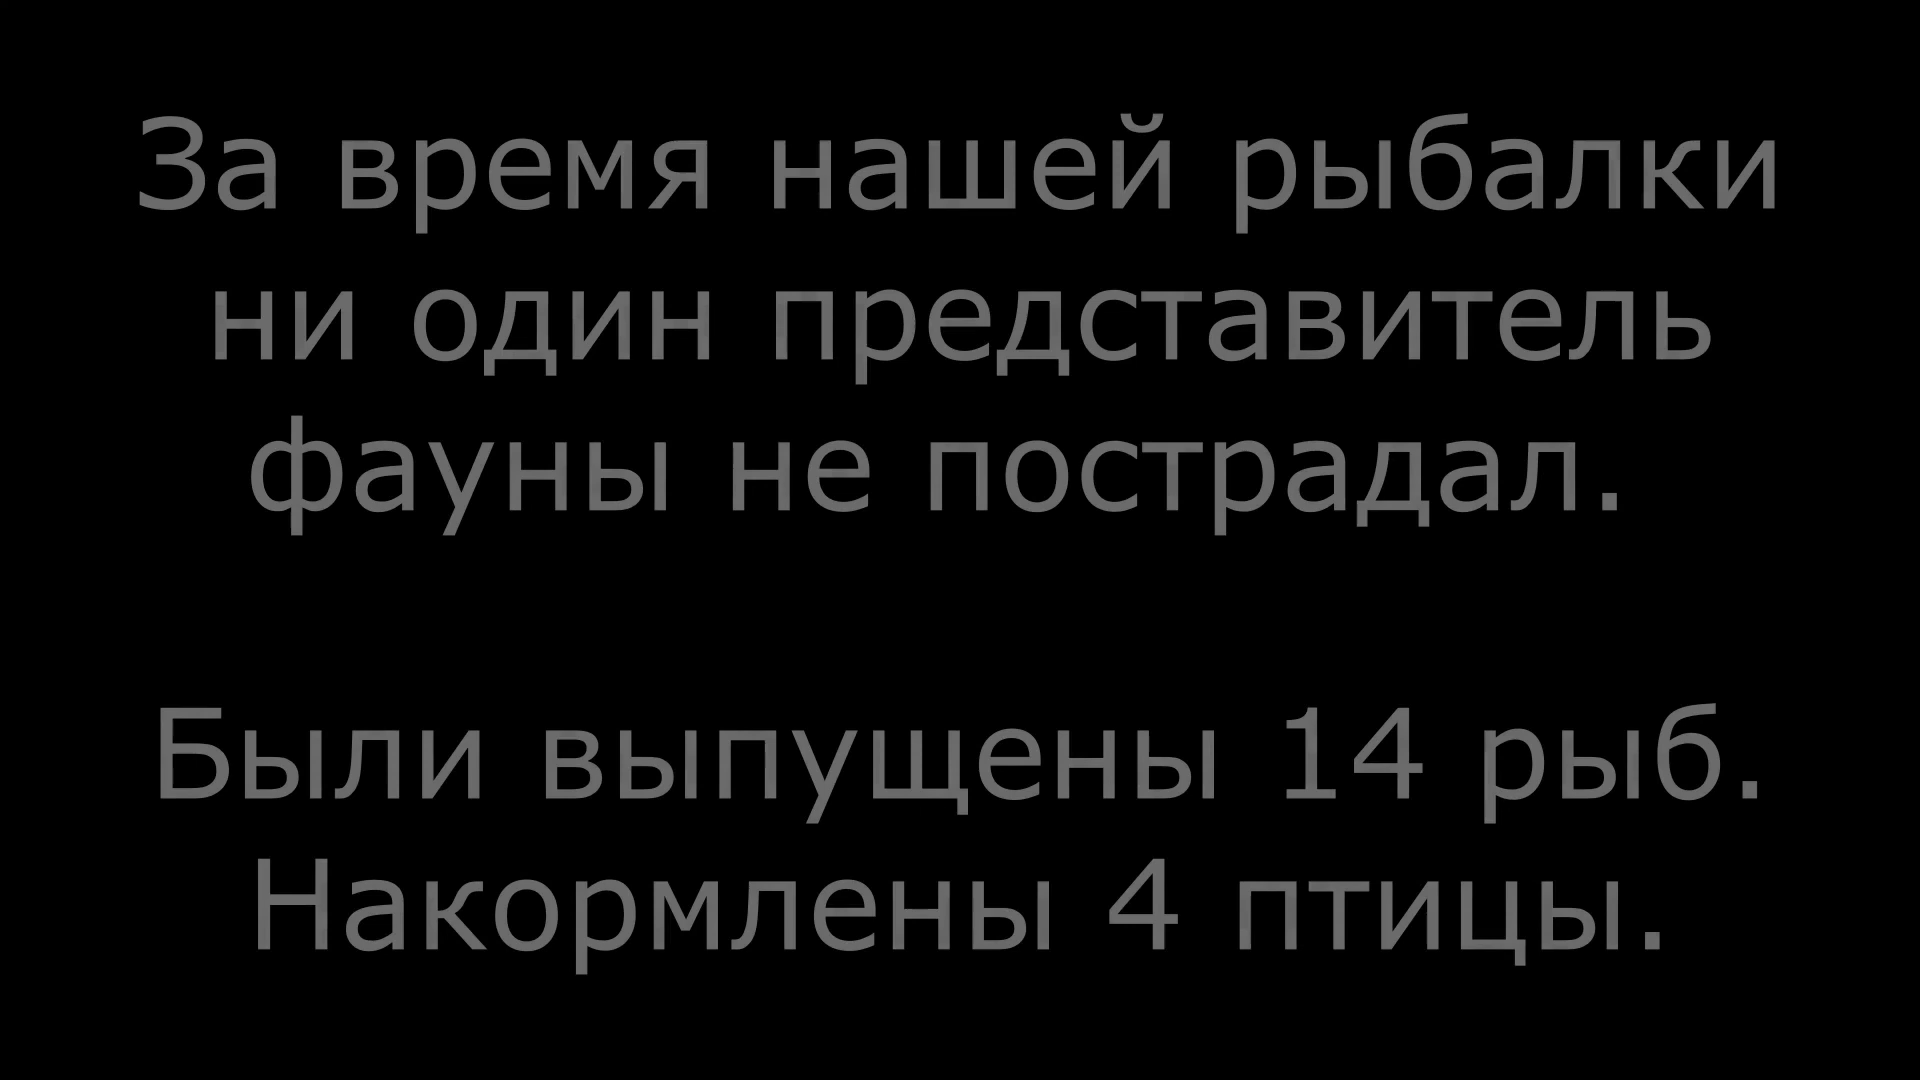 За время нашей рыбалки
ни один представитель
фауны не пострадал.
Были выпущены 14 рыб.
Накормлены 4 птицы.